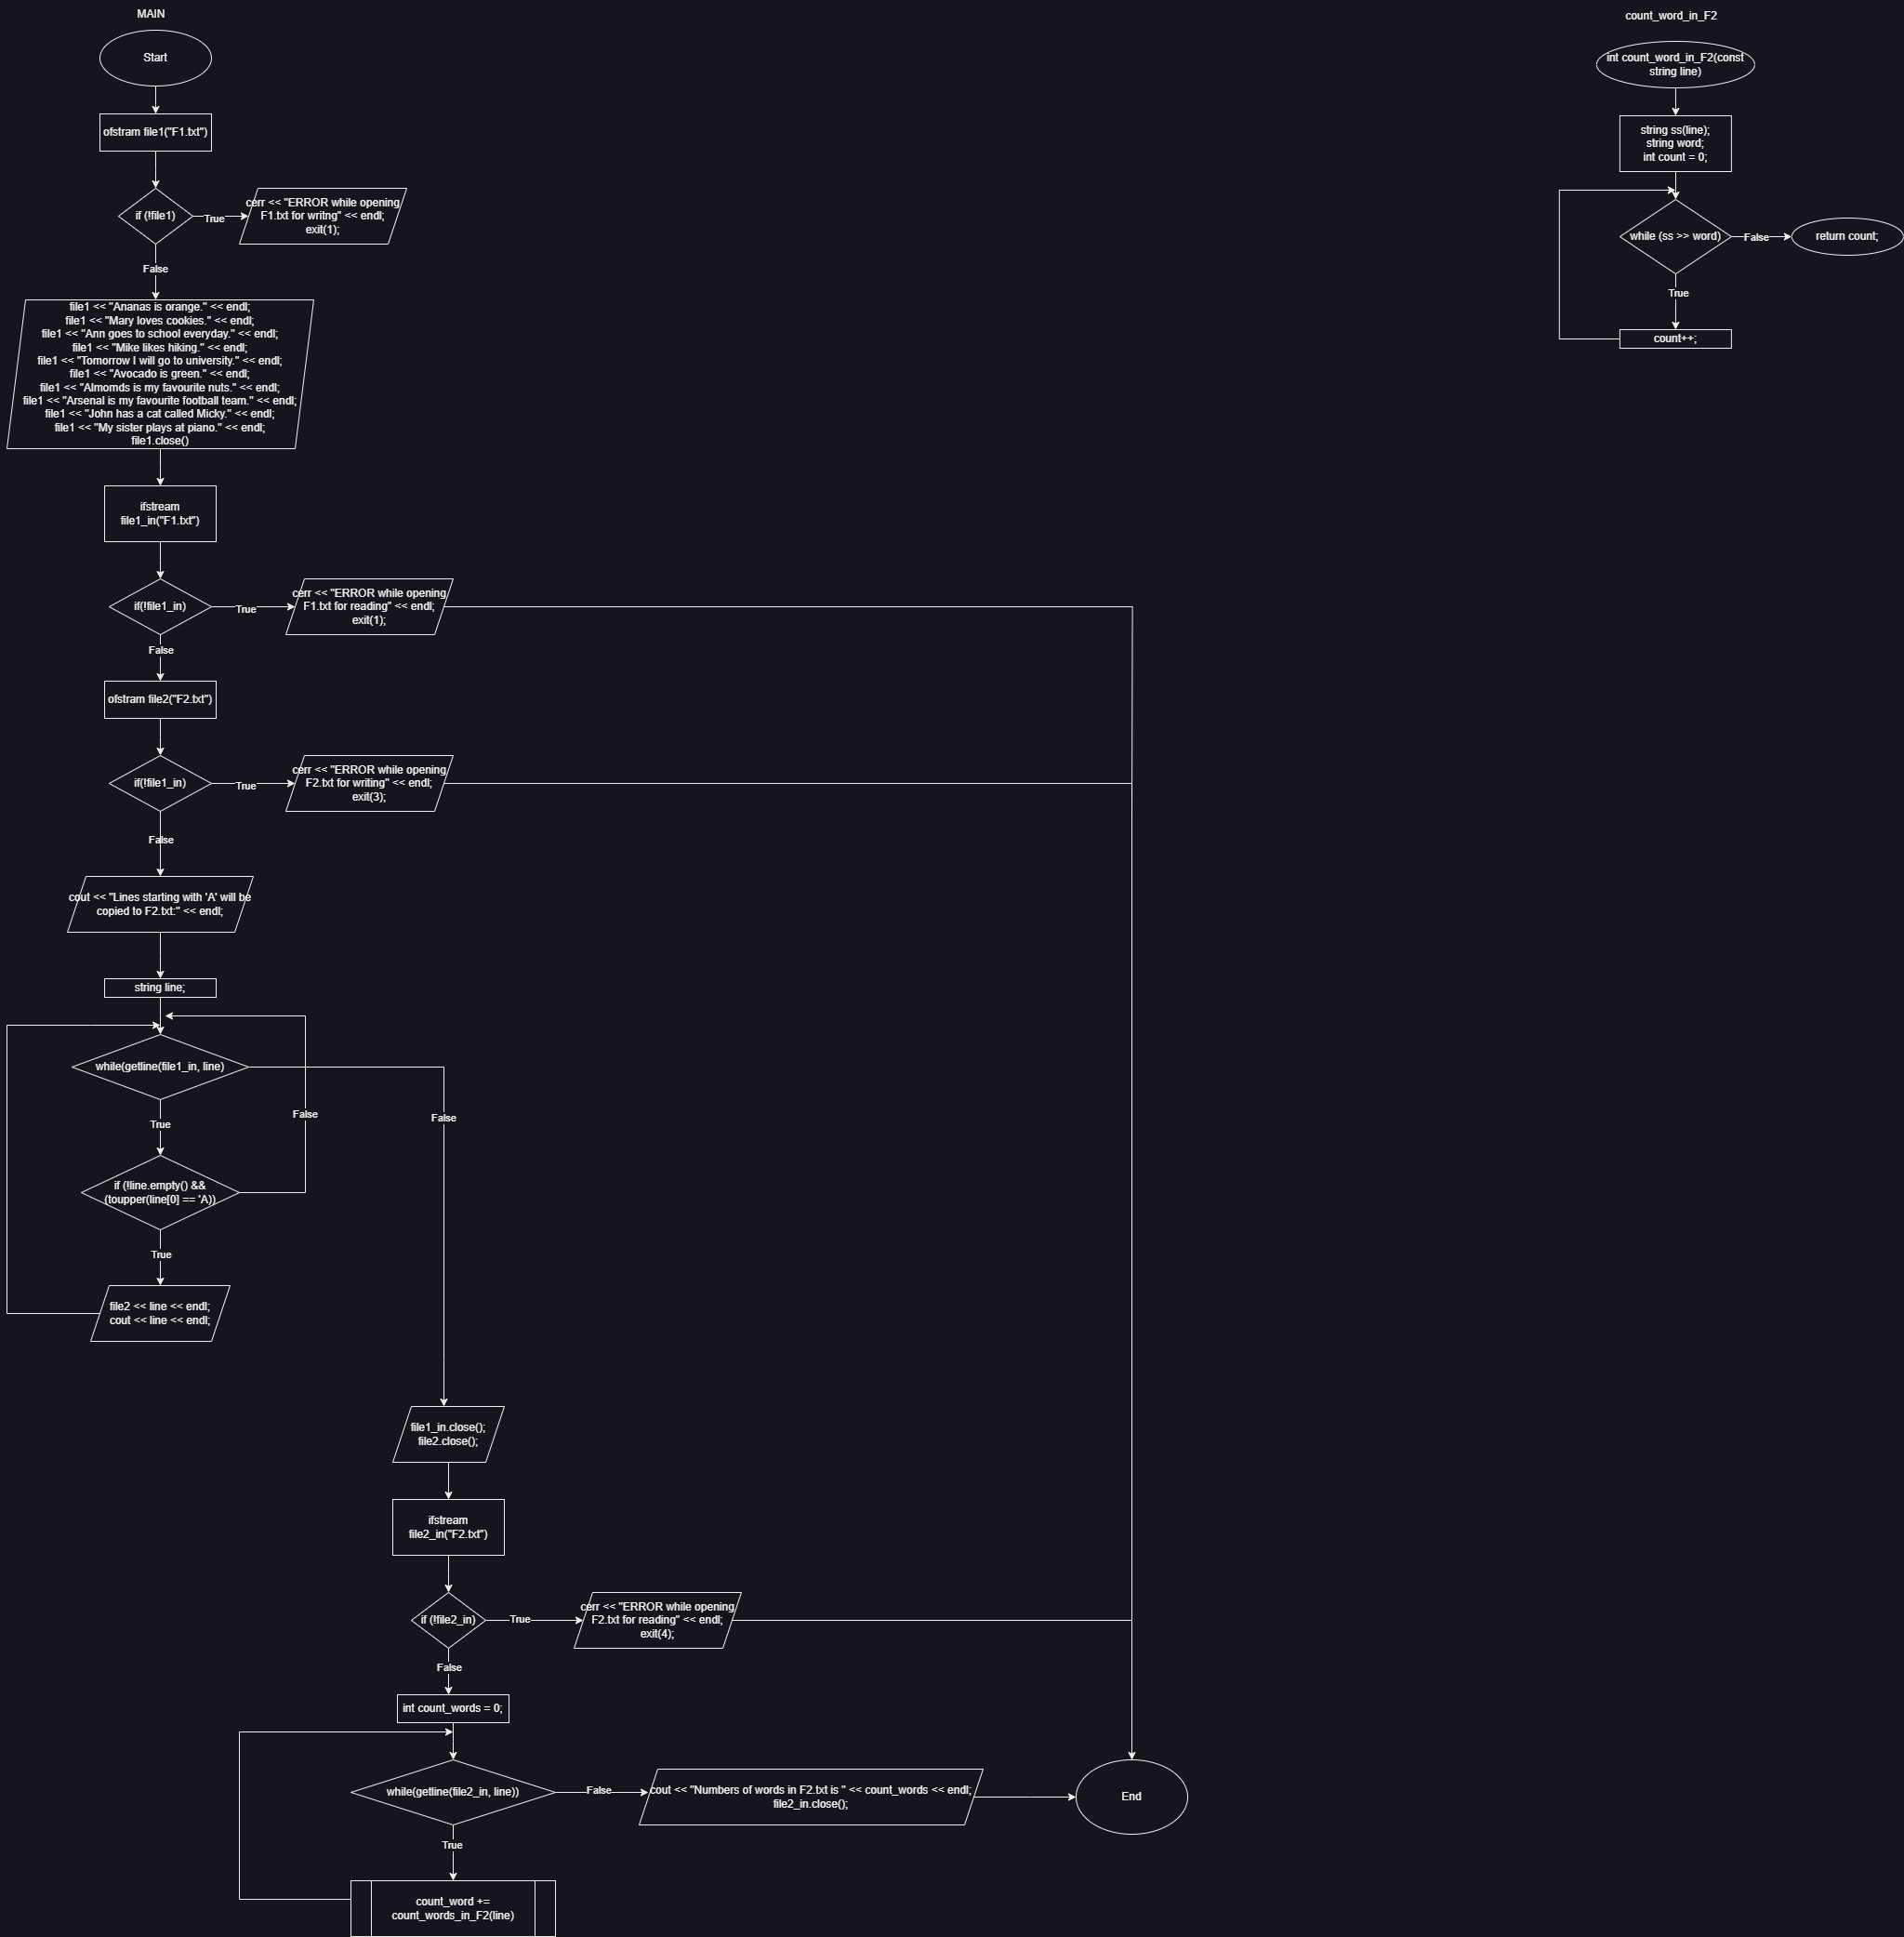 MAIN
Start
ofstram file1("F1.txt")
if (!file1)
True
cerr << "ERROR while opening
F1.txt for writng" << endl;
exit(1);
False
file1 << "Ananas is orange." << endl;
file1 << "Mary loves cookies." << endl;
file1 << "Ann goes to school everyday." << endl;
file1 << "Mike likes hiking." << endl;
file1 << "Tomorrow I will go to university." << endl;
file1 << "Avocado is green." << endl;
file1 << "Almomds is my favourite nuts." << endl;
file1 << "Arsenal is my favourite football team." << endl;
file1 << "John has a cat called Micky." << endl;
file1 << "My sister plays at piano." << endl;
file1.close()
ifstream
file1_in("F1.txt")
if(!file1_in)
True
cerr << "ERROR while opening
F1.txt for reading" << endl;
exit(1);
False
ofstram file2("F2.txt")
if(!file1_in)
True
cerr << "ERROR while opening
F2.txt for writing" << endl;
exit(3);
False
cout << "Lines starting with 'A' will be
copied to F2.txt:" << endl;
string line;
while(getline(file1_in, line)
True
False
False
if (!line.empty() &&
(toupper(line[0] == 'A))
True
file2 << line << endl;
cout << line << endl;
file1_in.close();
file2.close();
ifstream
file2_in("F2.txt")
if (!file2_in)
True
cerr << "ERROR while opening
F2.txt for reading" << endl;
exit(4);
False
int count_words = 0;
while(getline(file2_in, line))
False
cout << "Numbers of words in F2.txt is " << count_words << endl;
file2_in.close();
End
True
count_word +=
count_words_in_F2(line)
count_word_in_F2
int count_word_in_F2(const
string line)
string ss(line);
string word;
int count = 0;
while (ss >> word)
False
return count;
True
count++;